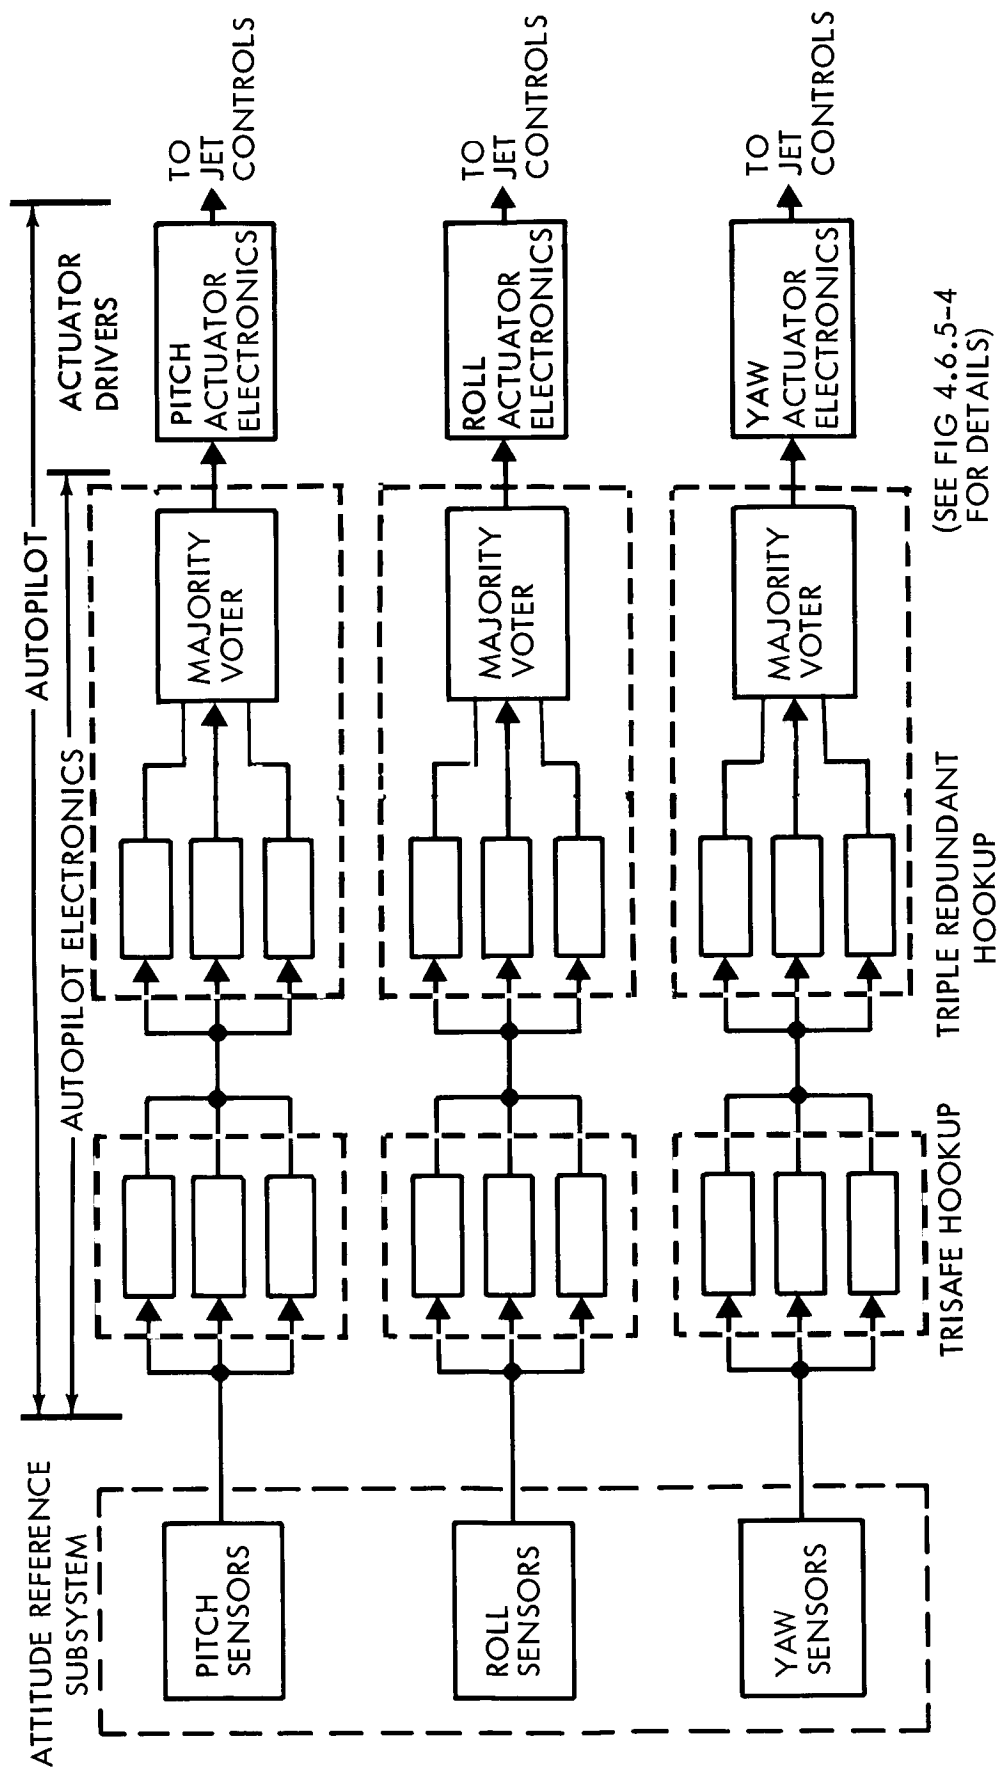 AUTOPILOT
AUTOPILOT ELECTRONICS
ATTITUDE REFERENCE
SUBSYSTEM
ACTUATOR
DRIVERS
PITCH
SENSORS
MAJORITY
VOTER
PITCH
ACTUATOR
ELECTRONICS
TO
JET
CONTROLS
ROLL
SENSORS
MAJORITY
VOTER
ROLL
ACTUATOR
ELECTRONICS
TO
JET
CONTROLS
YAW
SENSORS
MAJORITY
VOTER
YAW
ACTUATOR
ELECTRONICS
TO
JET
CONTROLS
TRISAFE HOOKUP
TRIPLE REDUNDANT
HOOKUP
(SEE FIG 4.6.5-4
FOR DETAILS)